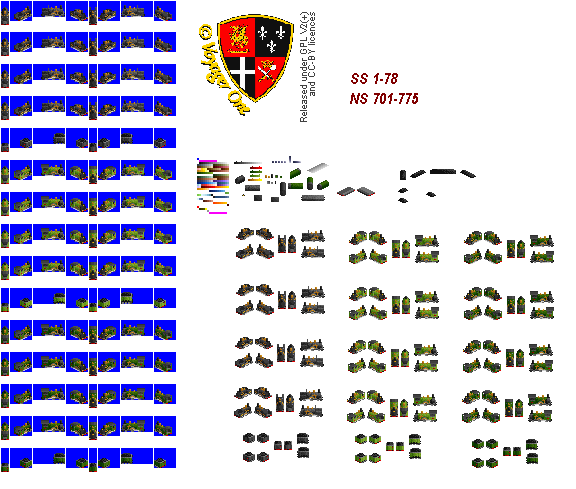 © Voyager One
Released under GPL v2(+)
and CC-BY licences
SS 1-78
NS 701-775